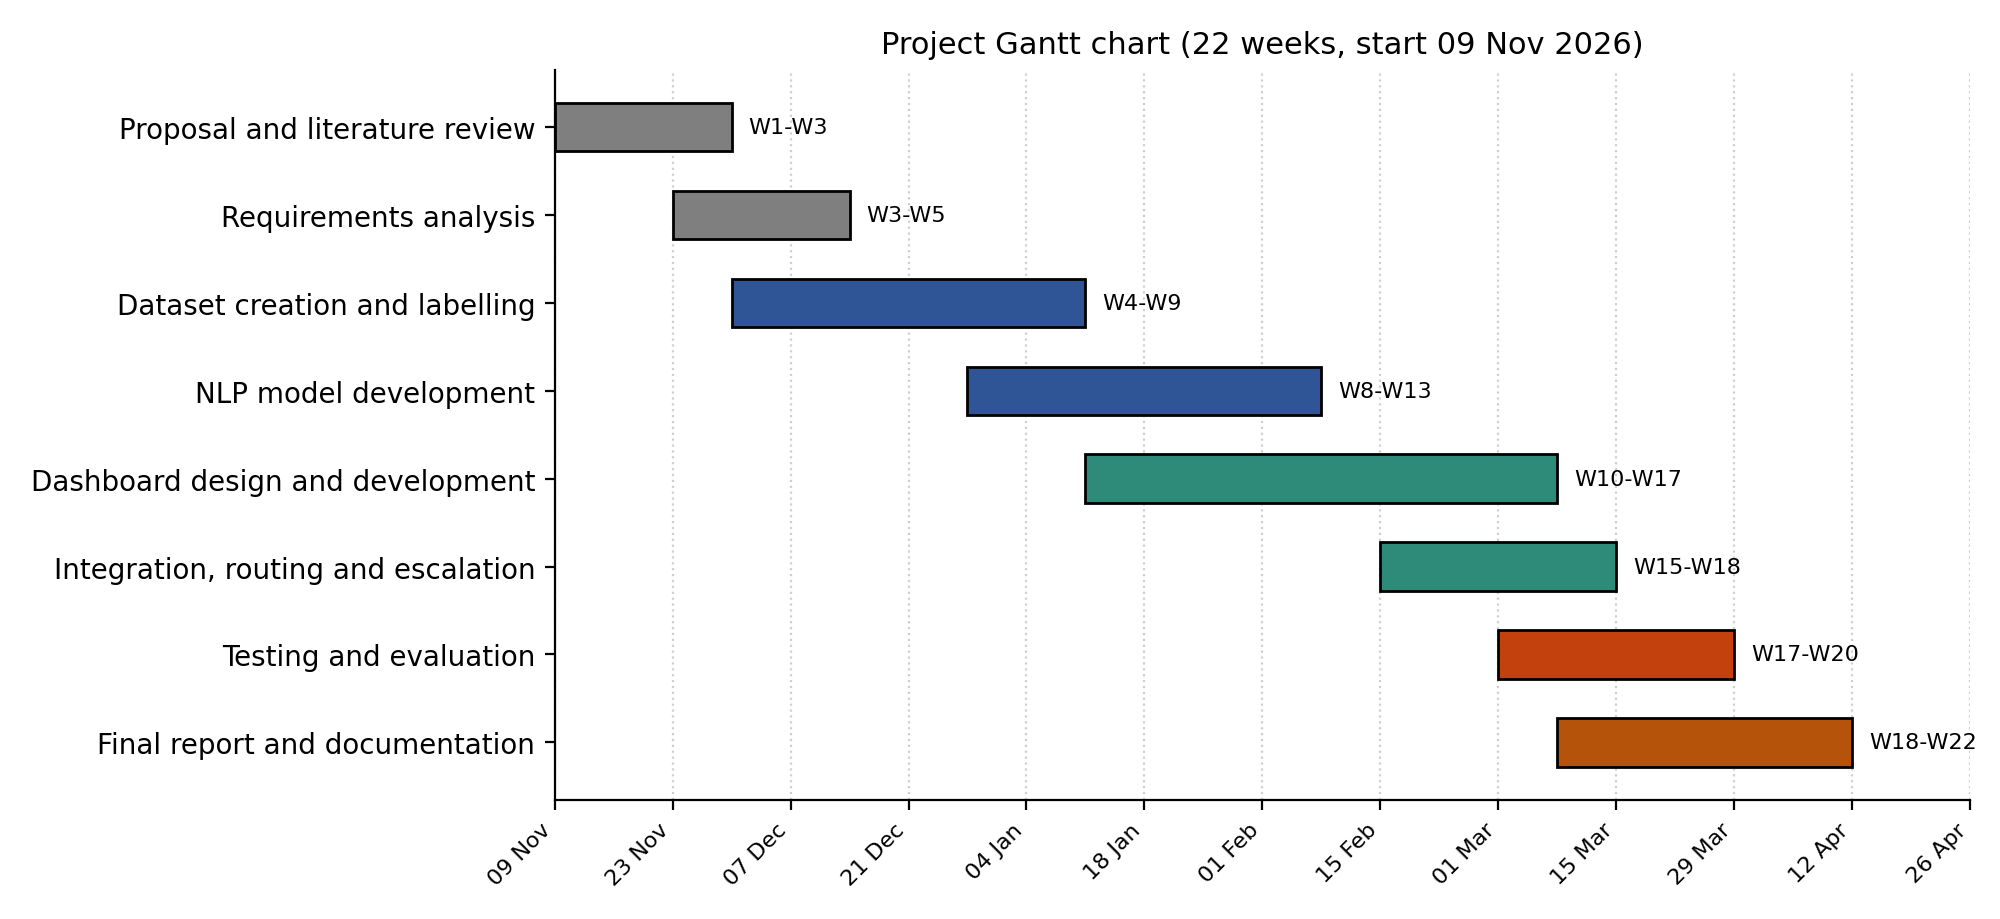 Project Gantt chart (22 weeks, start 09 Nov 2026)
Proposal and literature review W1-W3
Requirements analysis W3-W5
Dataset creation and labelling W4-W9
NLP model development W8-W13
Dashboard design and development W10-W17
Integration, routing and escalation W15-W18
Testing and evaluation W17-W20
Final report and documentation W18-W22
09 Nov 23 Nov 07 Dec 21 Dec 04 Jan 18 Jan 01 Feb 15 Feb 01 Mar 15 Mar 29 Mar 12 Apr 26 Apr